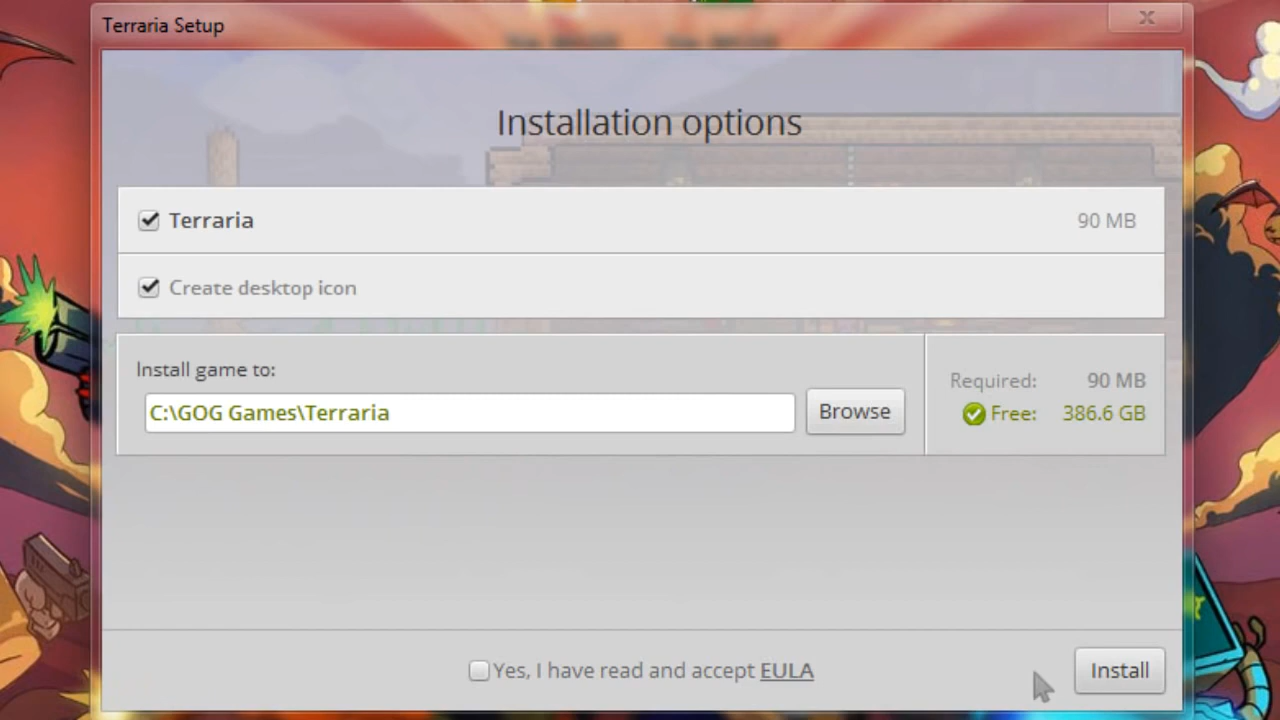 Terraria Setup
Installation options
Terraria
90 MB
Create desktop icon
Install game to:
C:\GOG Games\Terraria
Browse
Required: 90 MB
Free: 386.6 GB
Yes, I have read and accept EULA
Install